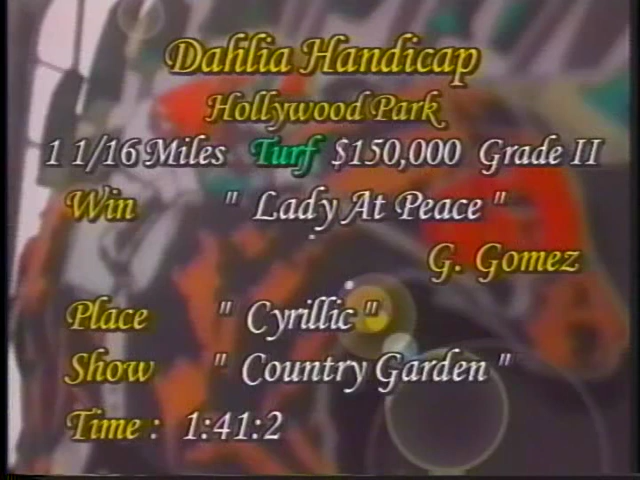 Dahlia Handicap
Hollywood Park
1 1/16 Miles Turf $150,000 Grade II
Win " Lady At Peace "
G. Gomez
Place " Cyrillic "
Show " Country Garden "
Time : 1:41:2